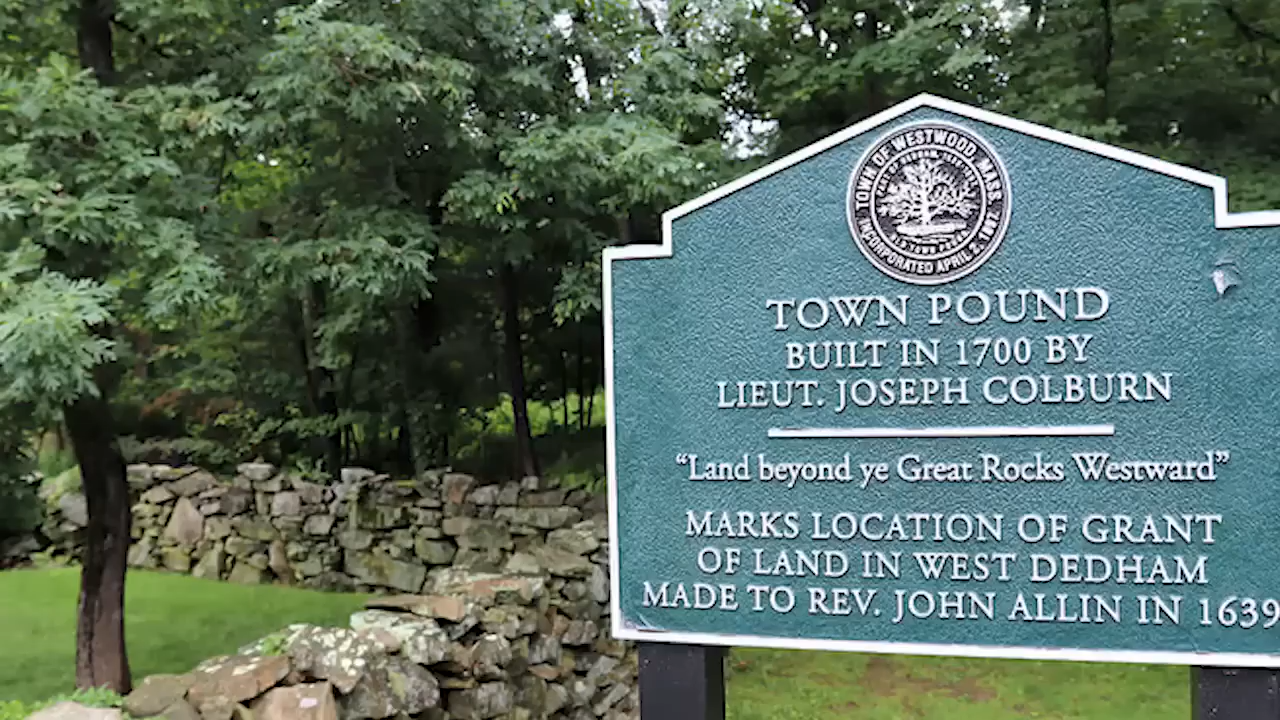 TOWN OF WESTWOOD, MASS.
INCORPORATED APRIL 2, 1897
TOWN POUND
BUILT IN 1700 BY
LIEUT. JOSEPH COLBURN
“Land beyond ye Great Rocks Westward”
MARKS LOCATION OF GRANT
OF LAND IN WEST DEDHAM
MADE TO REV. JOHN ALLIN IN 1639